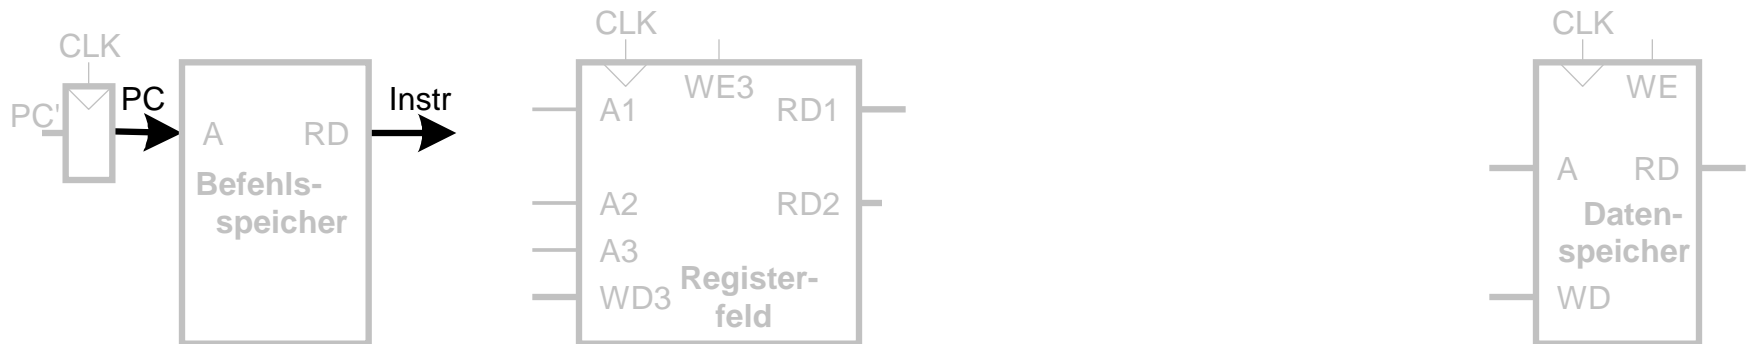 CLK
PC'
PC
A
RD
Befehls-
speicher
Instr
CLK
WE3
A1
RD1
A2
RD2
A3
WD3
Register-
feld
CLK
WE
A
RD
Daten-
speicher
WD